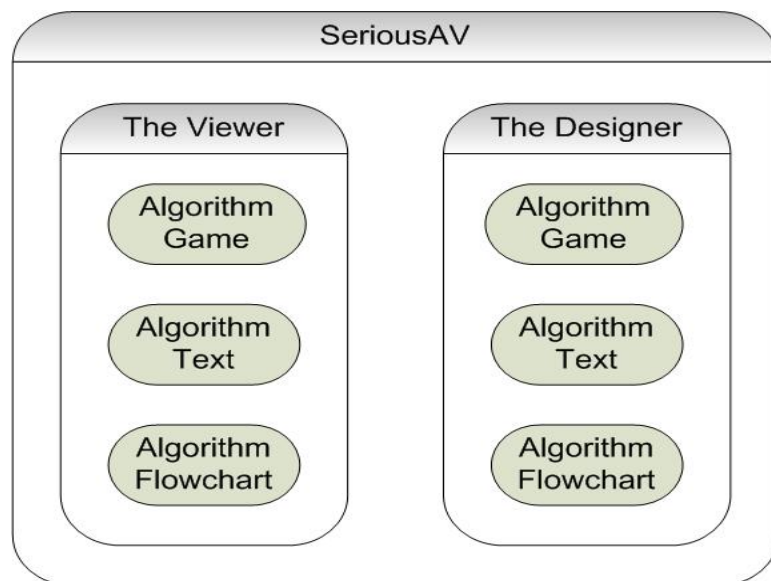 SeriousAV
The Viewer
Algorithm
Game
Algorithm
Text
Algorithm
Flowchart
The Designer
Algorithm
Game
Algorithm
Text
Algorithm
Flowchart